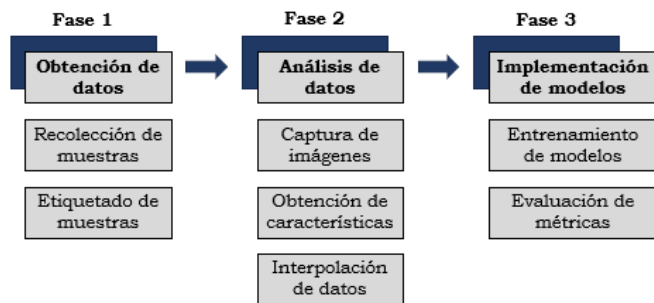 Fase 1
Obtención de
datos
Recolección de
muestras
Etiquetado de
muestras
Fase 2
Análisis de
datos
Captura de
imágenes
Obtención de
características
Interpolación
de datos
Fase 3
Implementación
de modelos
Entrenamiento
de modelos
Evaluación de
métricas